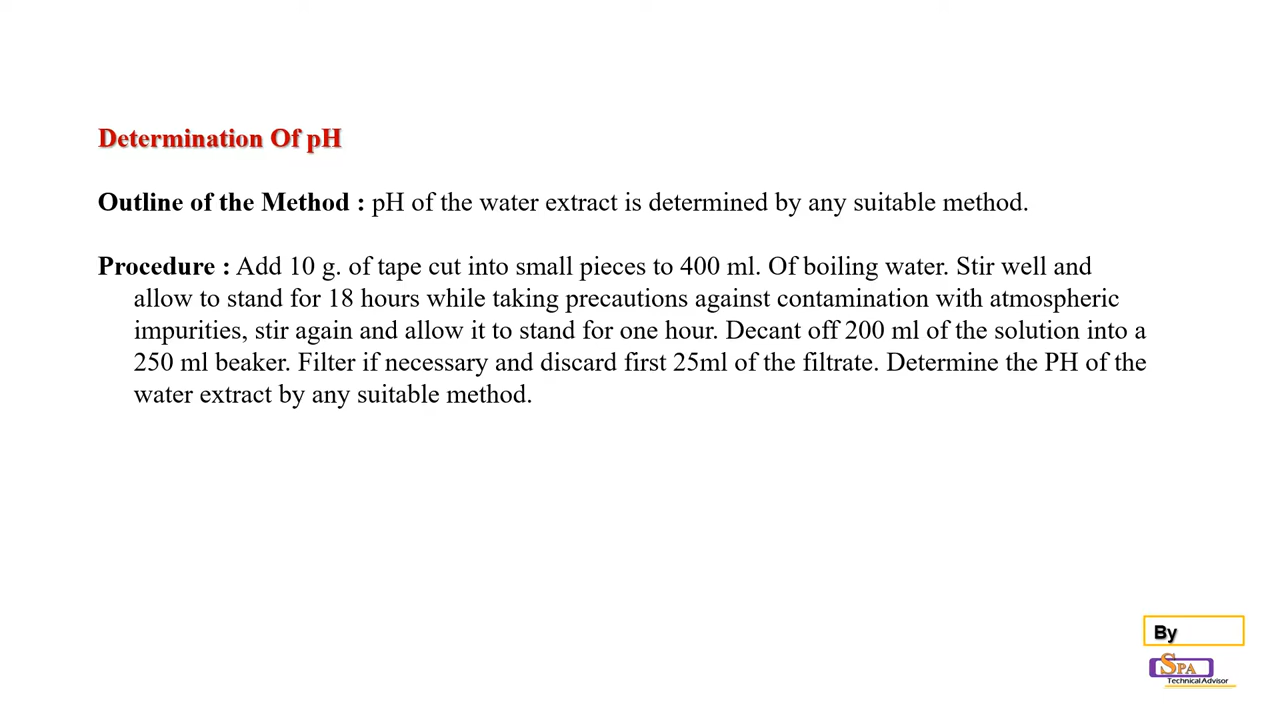 Determination Of pH
Outline of the Method : pH of the water extract is determined by any suitable method.
Procedure : Add 10 g. of tape cut into small pieces to 400 ml. Of boiling water. Stir well and
allow to stand for 18 hours while taking precautions against contamination with atmospheric
impurities, stir again and allow it to stand for one hour. Decant off 200 ml of the solution into a
250 ml beaker. Filter if necessary and discard first 25ml of the filtrate. Determine the PH of the
water extract by any suitable method.
By
SPA
Technical Advisor